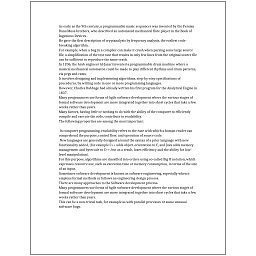 As early as the 9th century, a programmable music sequencer was invented by the Persian
Banu Musa brothers, who described an automated mechanical flute player in the Book of
Ingenious Devices.
He gave the first description of cryptanalysis by frequency analysis, the earliest code-
breaking algorithm.
For example, when a bug in a compiler can make it crash when parsing some large source
file, a simplification of the test case that results in only few lines from the original source file
can be sufficient to reproduce the same crash.
In 1206, the Arab engineer Al-Jazari invented a programmable drum machine where a
musical mechanical automaton could be made to play different rhythms and drum patterns,
via pegs and cams.
It involves designing and implementing algorithms, step-by-step specifications of
procedures, by writing code in one or more programming languages.
However, Charles Babbage had already written his first program for the Analytical Engine in
1837.
Many programmers use forms of Agile software development where the various stages of
formal software development are more integrated together into short cycles that take a few
weeks rather than years.
Many factors, having little or nothing to do with the ability of the computer to efficiently
compile and execute the code, contribute to readability.
The following properties are among the most important.

In computer programming, readability refers to the ease with which a human reader can
comprehend the purpose, control flow, and operation of source code.
New languages are generally designed around the syntax of a prior language with new
functionality added, (for example C++ adds object-orientation to C, and Java adds memory
management and bytecode to C++, but as a result, loses efficiency and the ability for low-
level manipulation).
For this purpose, algorithms are classified into orders using so-called Big O notation, which
expresses resource use, such as execution time or memory consumption, in terms of the size
of an input.
Sometimes software development is known as software engineering, especially when it
employs formal methods or follows an engineering design process.
There are many approaches to the Software development process.
Many programmers use forms of Agile software development where the various stages of
formal software development are more integrated together into short cycles that take a few
weeks rather than years.
This can be a non-trivial task, for example as with parallel processes or some unusual
software bugs.